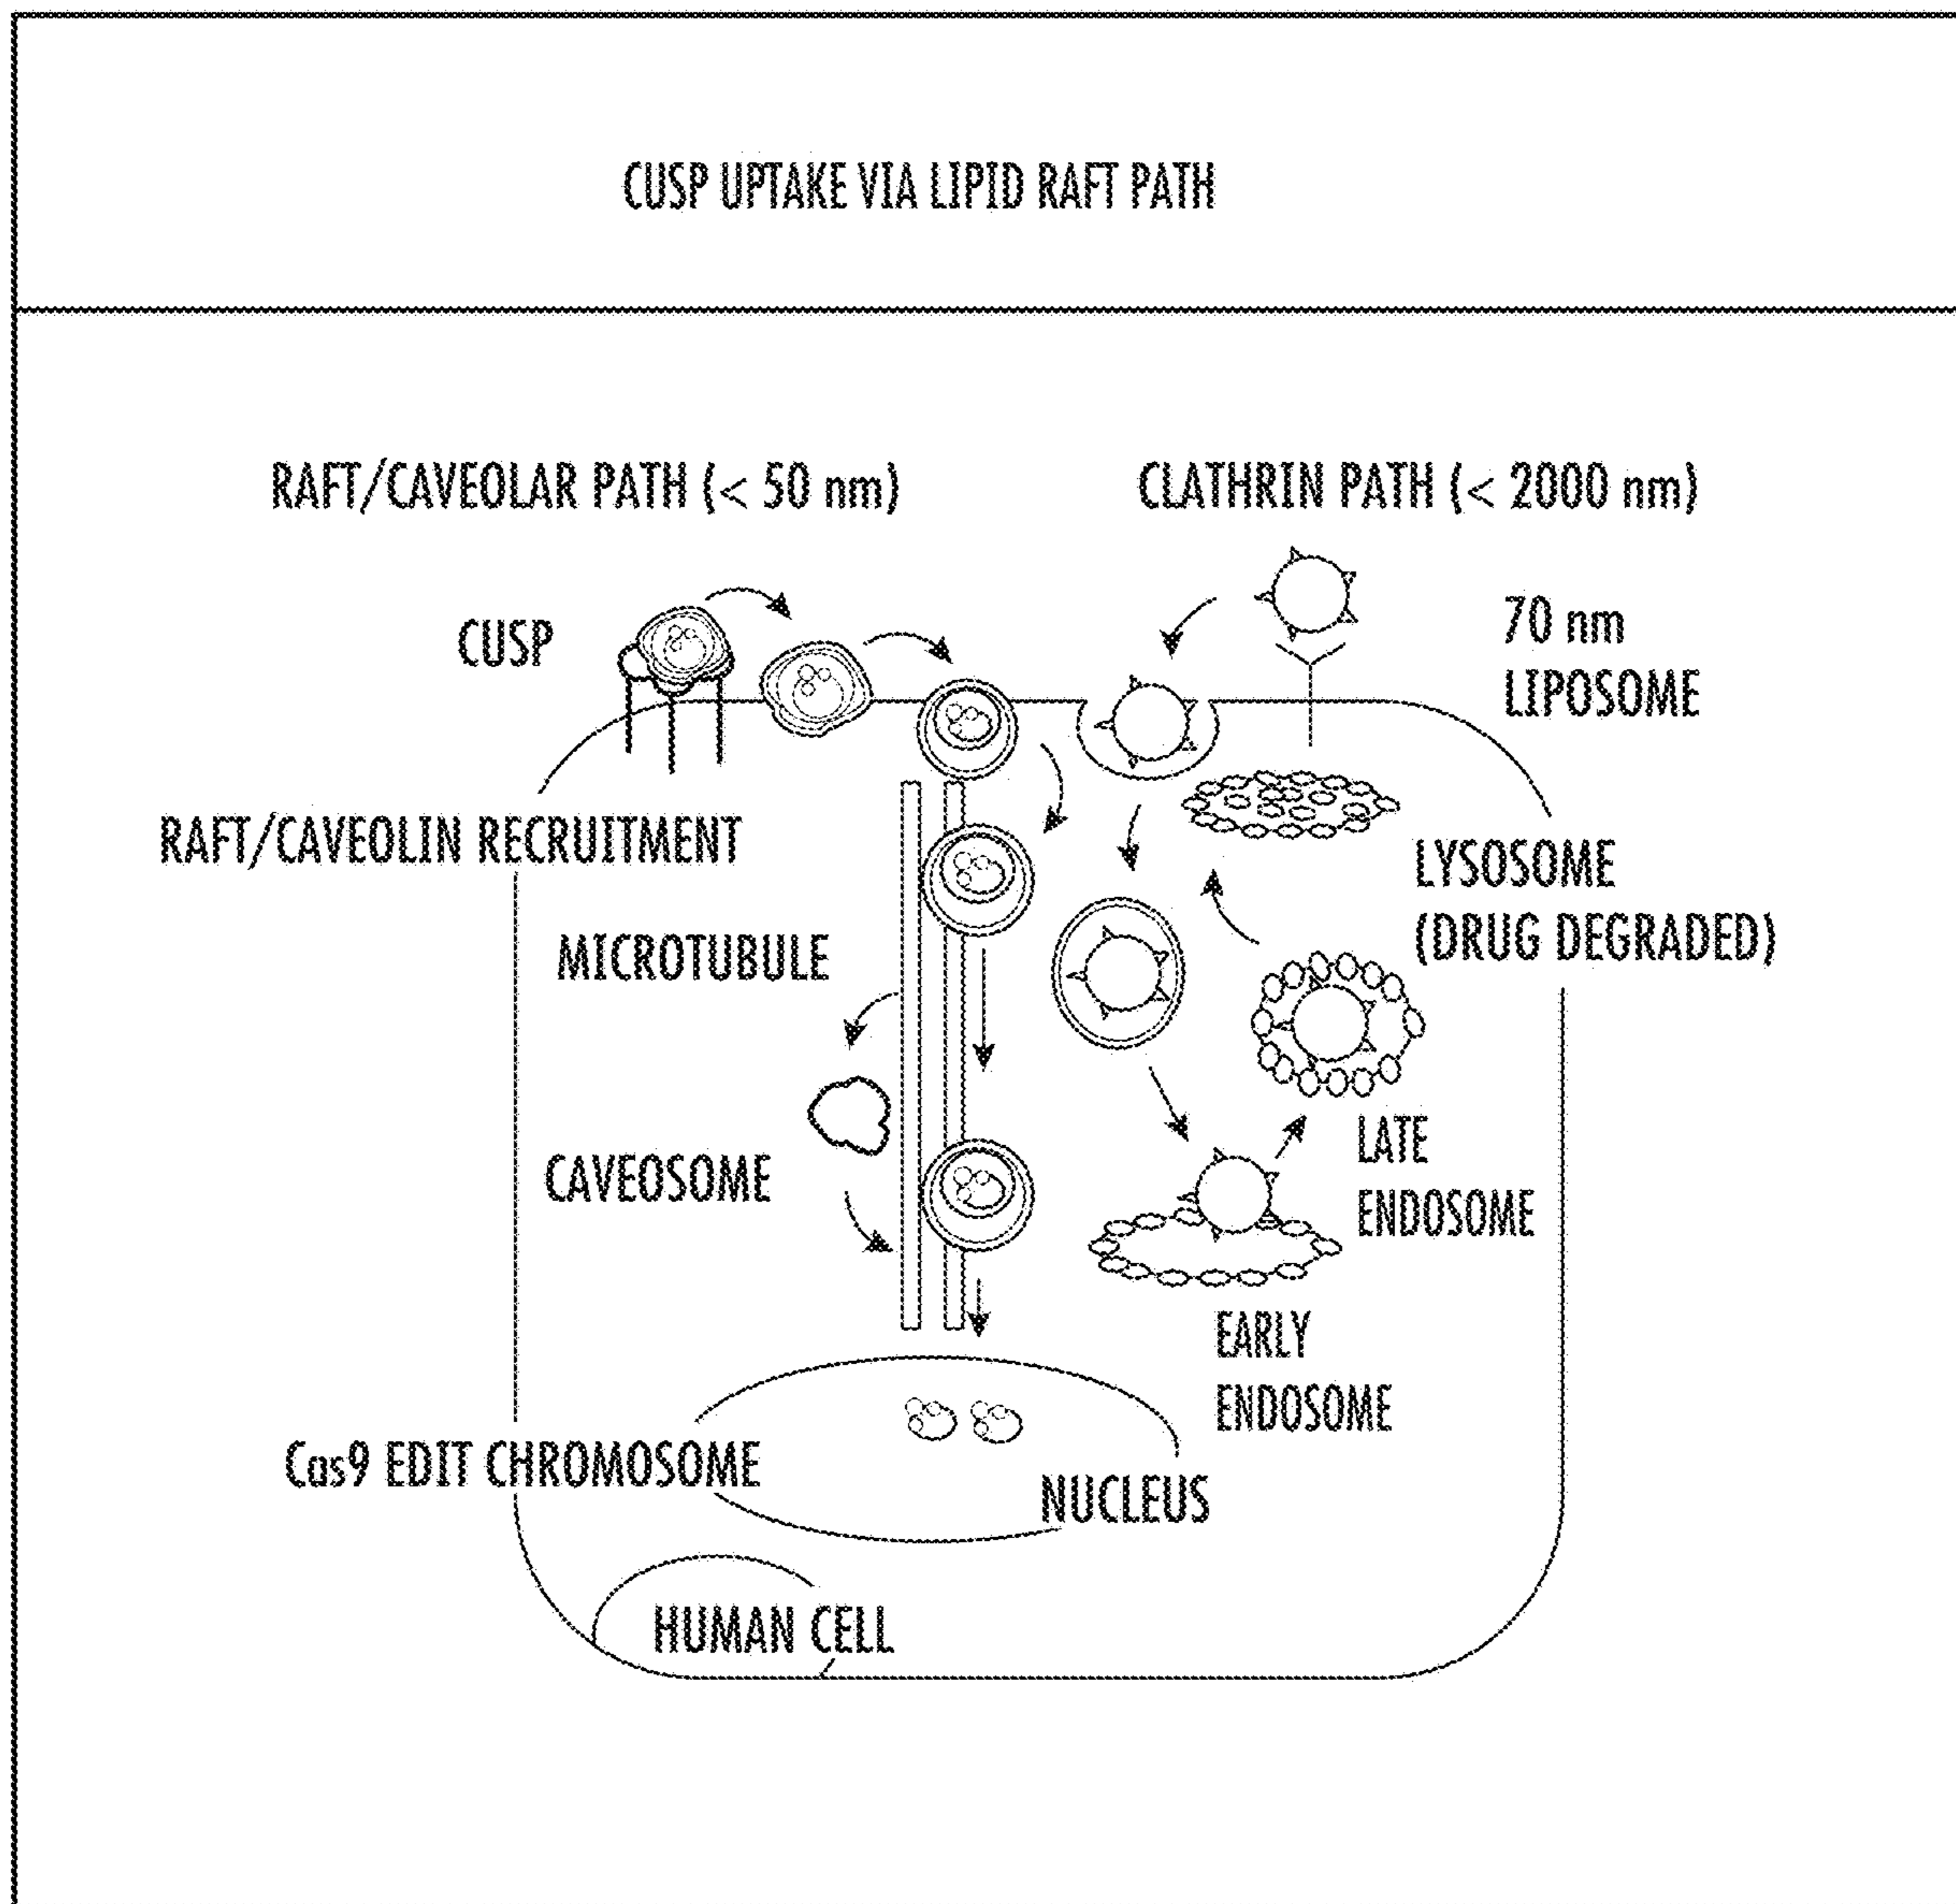 CUSP UPTAKE VIA LIPID RAFT PATH
RAFT/CAVEOLAR PATH (< 50 nm)
CLATHRIN PATH (< 2000 nm)
CUSP
70 nm
LIPOSOME
RAFT/CAVEOLIN RECRUITMENT
LYSOSOME
(DRUG DEGRADED)
MICROTUBULE
CAVEOSOME
LATE
ENDOSOME
EARLY
ENDOSOME
Cas9 EDIT CHROMOSOME
NUCLEUS
HUMAN CELL